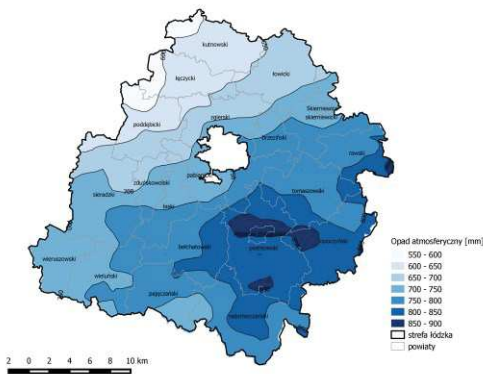 kutnowski
łęczycki
łowicki
poddębicki
zgierski
skierniewicki
brzeziński
rawski
zduńskowolski
700
sieradzki
łaski
tomaszowski
wieruszowski
wieluński
bełchatowski
piotrkowski
opoczyński
pajęczański
radomszczański
Opad atmosferyczny [mm]
550 - 600
600 - 650
650 - 700
700 - 750
750 - 800
800 - 850
850 - 900
strefa łódzka
powiaty
2 0 2 4 6 8 10 km